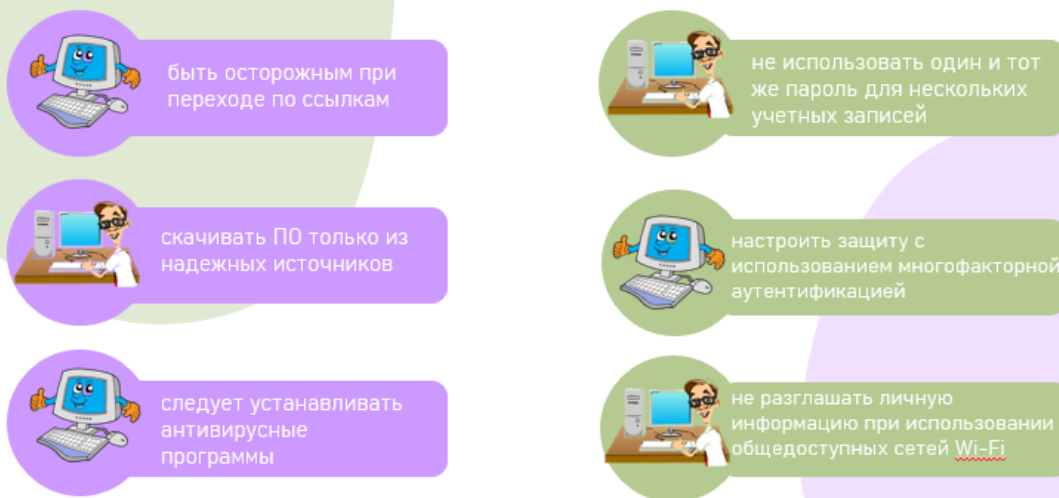 быть осторожным при
переходе по ссылкам
скачивать ПО только из
надежных источников
следует устанавливать
антивирусные
программы
не использовать один и тот
же пароль для нескольких
учетных записей
настроить защиту с
использованием многофакторной
аутентификацией
не разглашать личную
информацию при использовании
общедоступных сетей Wi-Fi